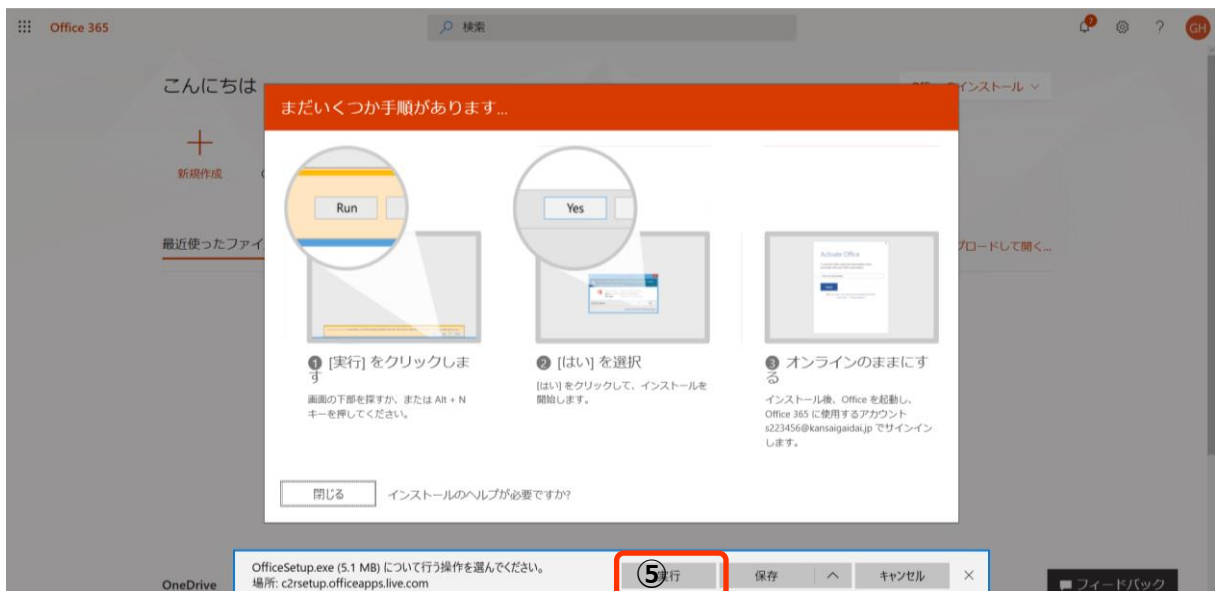 Office 365
検索
7
?
GH
こんにちは
インストール
まだいくつか手順があります...
新規作成
Run
Yes
最近使ったファイ
プロードして開く...
Activate Office
❶ [実行] をクリックしま
す
画面の下部を探すか、または Alt + N
キーを押してください。
❷ [はい] を選択
[はい] をクリックして、インストールを
開始します。
❸ オンラインのままにす
る
インストール後、Office を起動し、
Office 365 に使用するアカウント
s223456@kansaigaidai.jp でサインイン
します。
閉じる
インストールのヘルプが必要ですか?
OfficeSetup.exe (5.1 MB) について行う操作を選んでください。
場所: c2rsetup.officeapps.live.com
⑤
行
保存
キャンセル
OneDrive
フィードバック